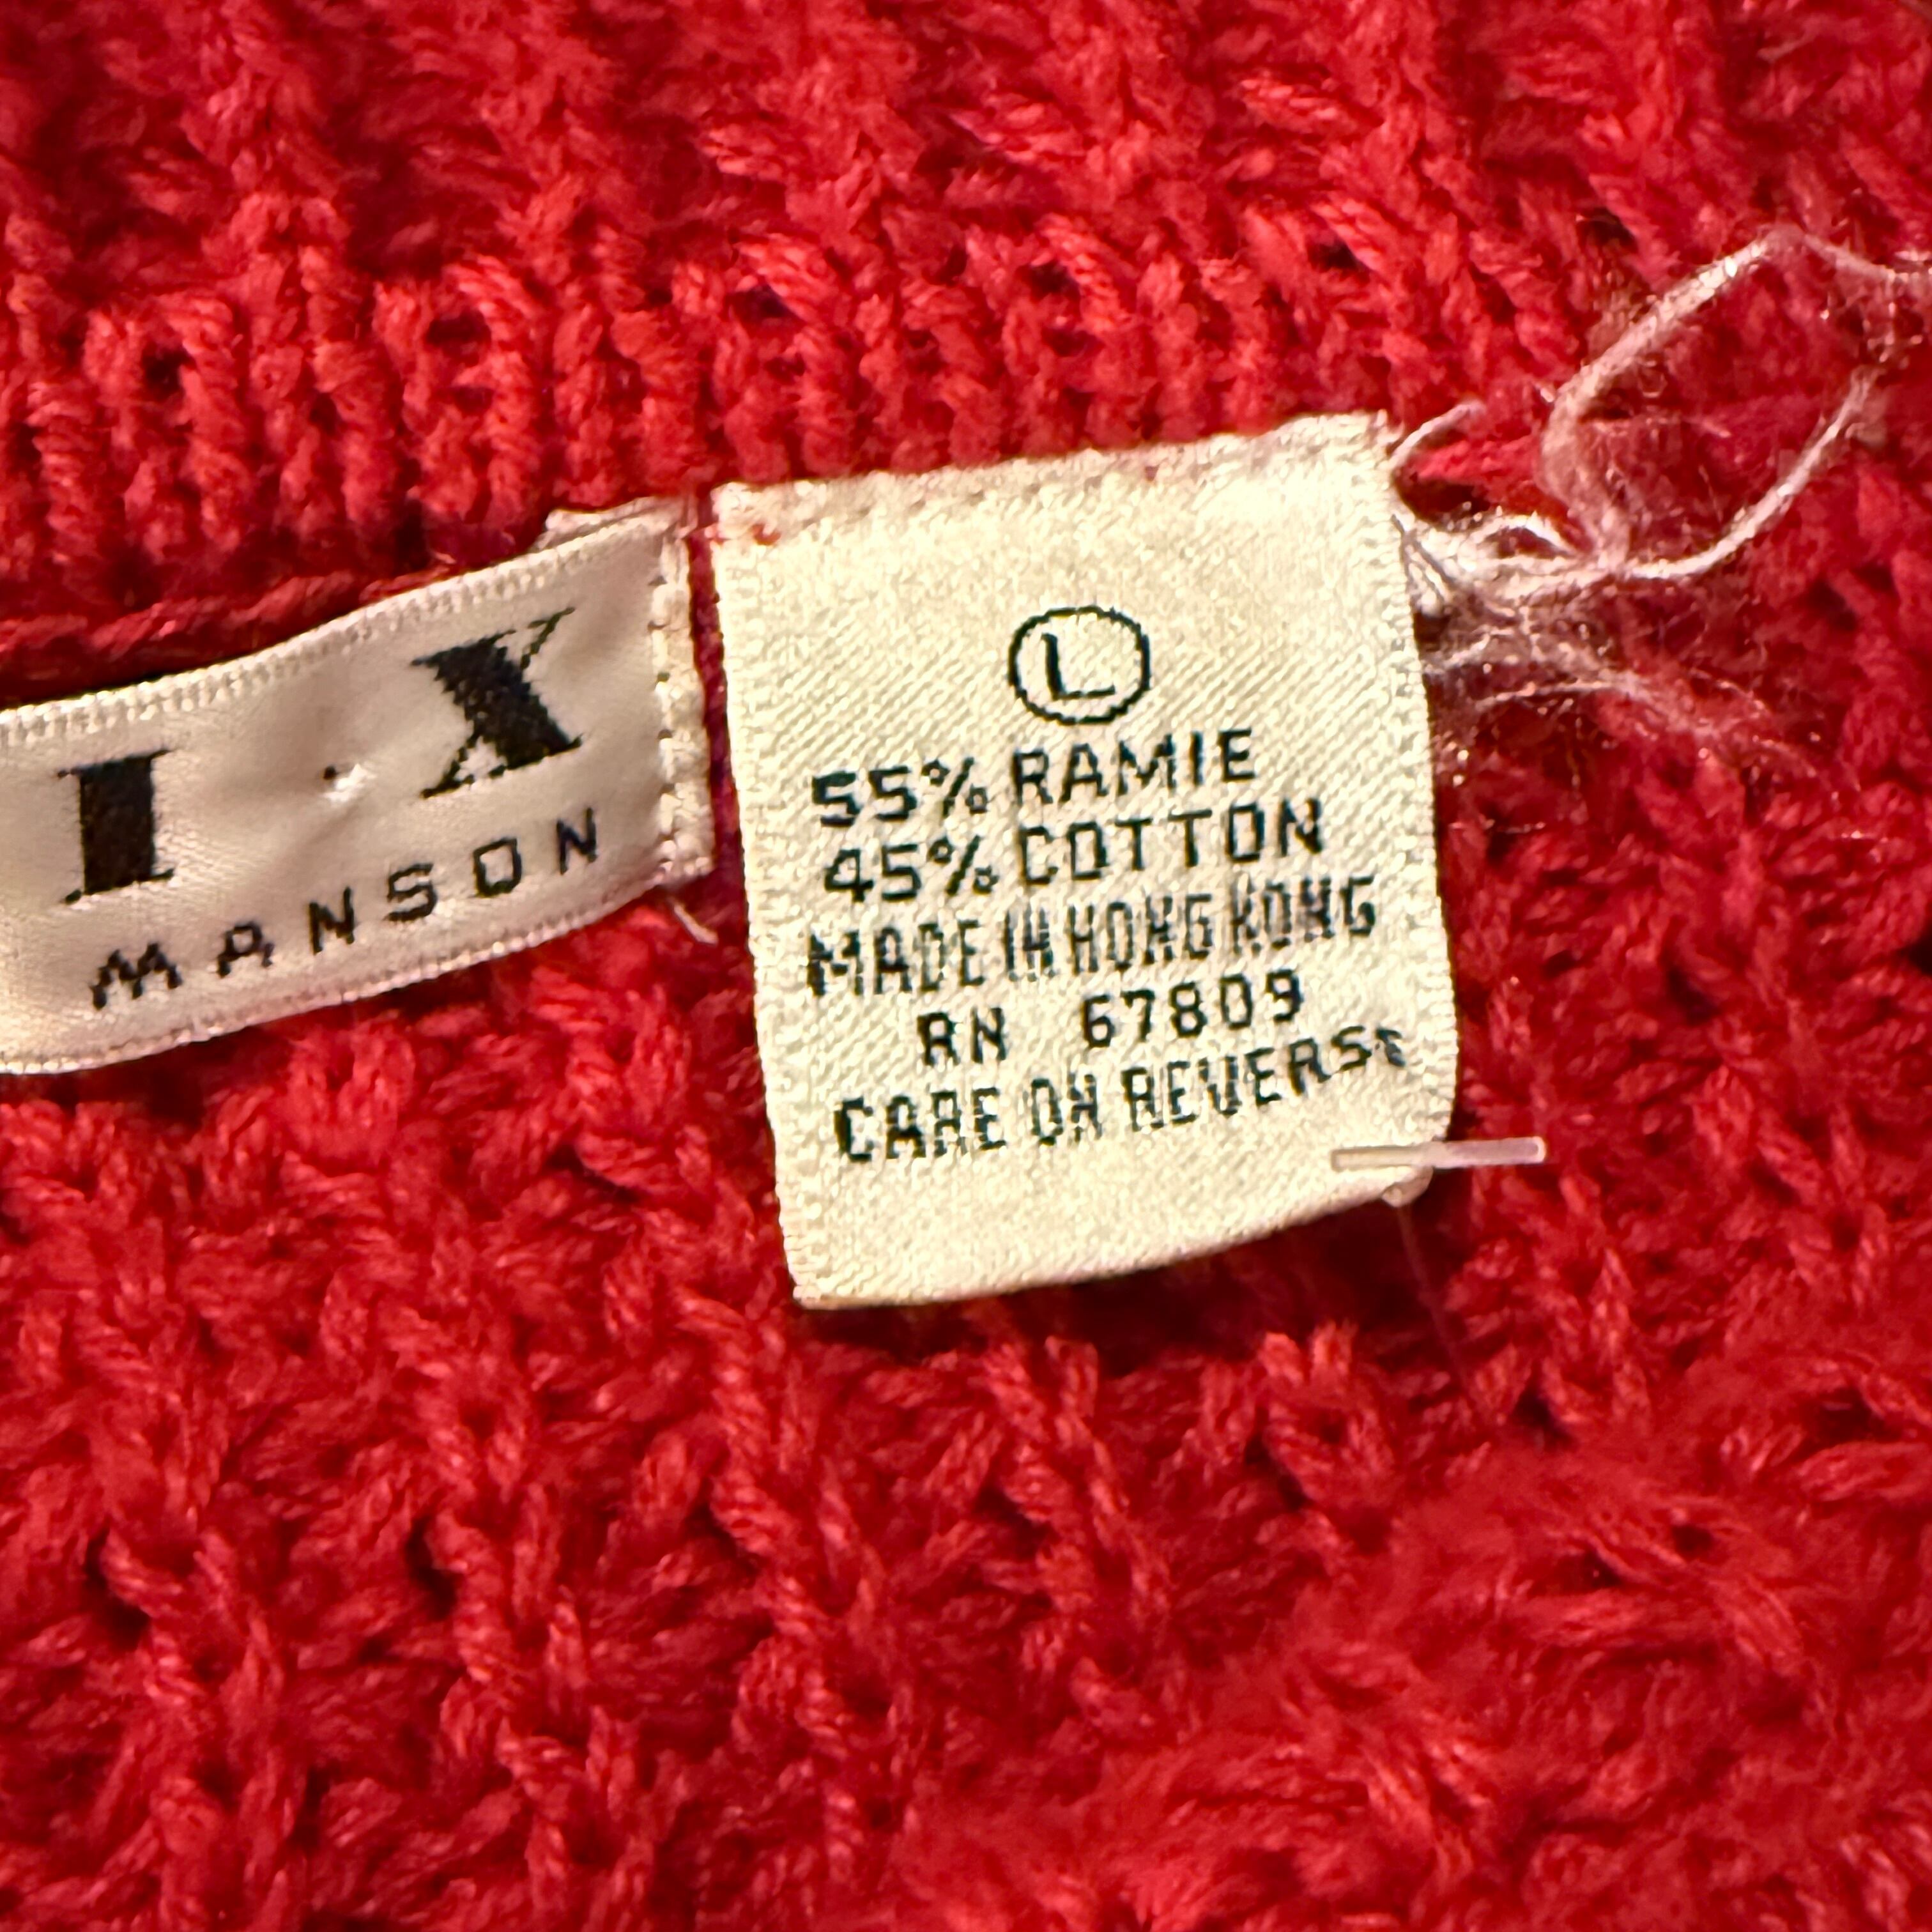 I · X
MANSON
L
55% RAMIE
45% COTTON
MADE IN HONG KONG
RN 67809
CARE ON REVERSE